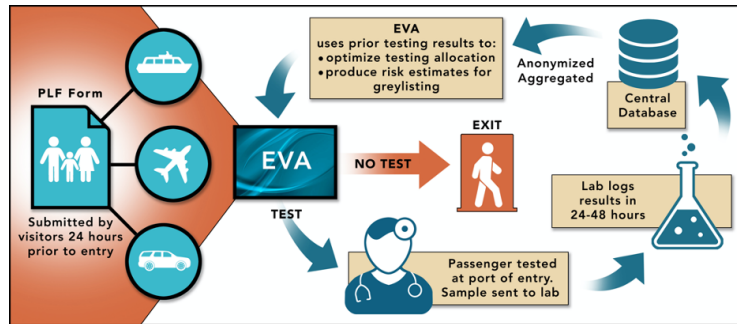 PLF Form
Submitted by
visitors 24 hours
prior to entry
EVA
NO TEST
TEST
EXIT
EVA
uses prior testing results to:
•optimize testing allocation
•produce risk estimates for
greylisting
Anonymized
Aggregated
Central
Database
Lab logs
results in
24-48 hours
Passenger tested
at port of entry.
Sample sent to lab